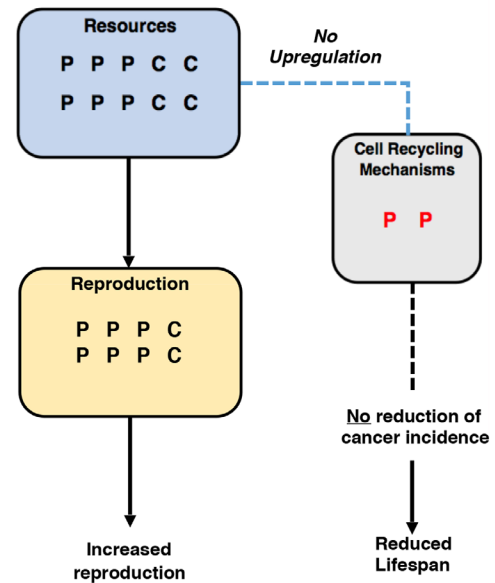 Resources
P P P C C
P P P C C
No
Upregulation
Cell Recycling
Mechanisms
P P
Reproduction
P P P C
P P P C
No reduction of
cancer incidence
Increased
reproduction
Reduced
Lifespan